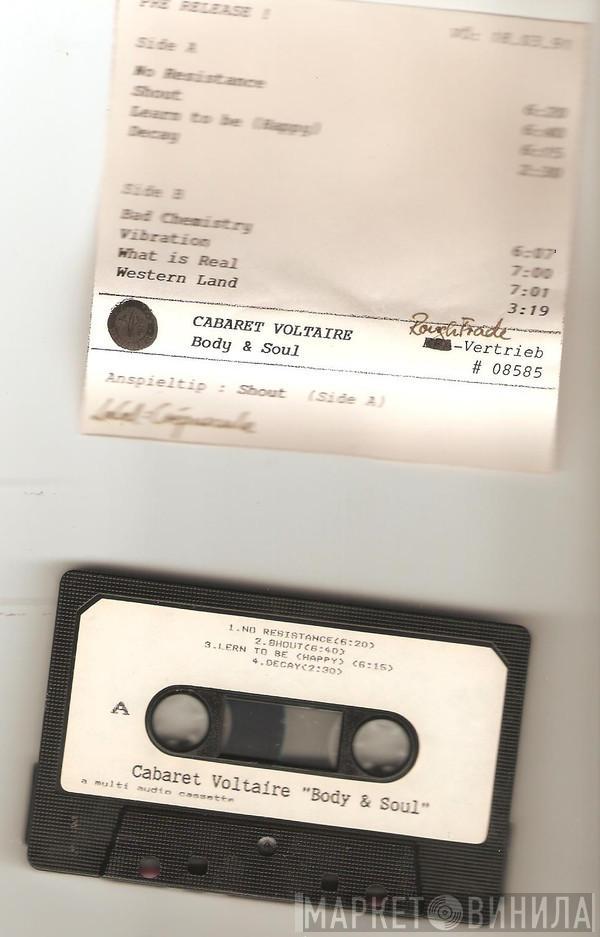 PRE RELEASE !
Side A
No Resistance 6:20
Shout 6:40
Learn to be (Happy) 6:15
Decay 2:30
Side B
Bad Chemistry 6:07
Vibration 7:00
What is Real 7:01
Western Land 3:19
CABARET VOLTAIRE
Body & Soul
Rough Trade
-Vertrieb
# 08585
Anspieltip : Shout (Side A)
1.NO RESISTANCE(6:20)
2.SHOUT(6:40)
3.LERN TO BE (HAPPY) (6:15)
4.DECAY(2:30)
A
Cabaret Voltaire "Body & Soul"
a multi audio cassette
МАРКЕТ ВИНИЛА